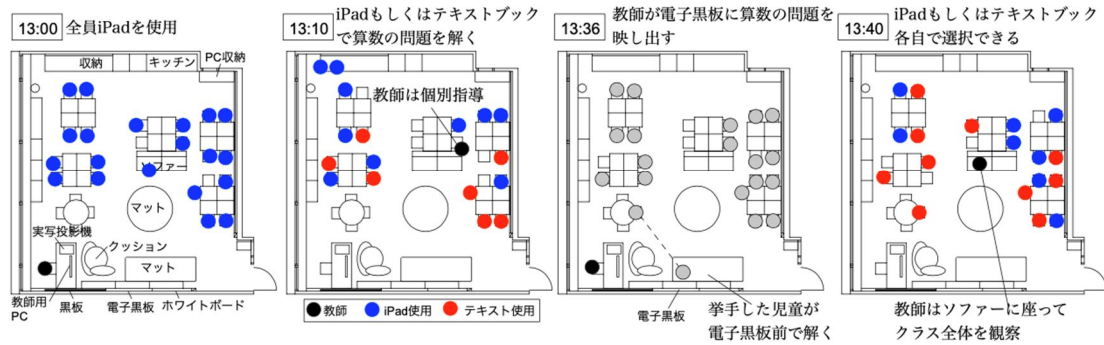 13:00 全員iPadを使用
収納
キッチン
PC収納
ソファー
マット
実写投影機
クッション
マット
教師用
PC
黒板
電子黒板
ホワイトボード
13:10 iPadもしくはテキストブック
で算数の問題を解く
教師は個別指導
教師
iPad使用
テキスト使用
13:36 教師が電子黒板に算数の問題を
映し出す
電子黒板
挙手した児童が
電子黒板前で解く
13:40 iPadもしくはテキストブック
各自で選択できる
教師はソファーに座って
クラス全体を観察